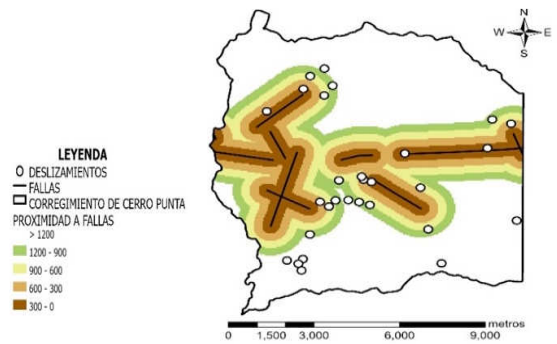 N
W E
S
LEYENDA
DESLIZAMIENTOS
FALLAS
CORREGIMIENTO DE CERRO PUNTA
PROXIMIDAD A FALLAS
> 1200
1200 - 900
900 - 600
600 - 300
300 - 0
metros
0 1,500 3,000 6,000 9,000